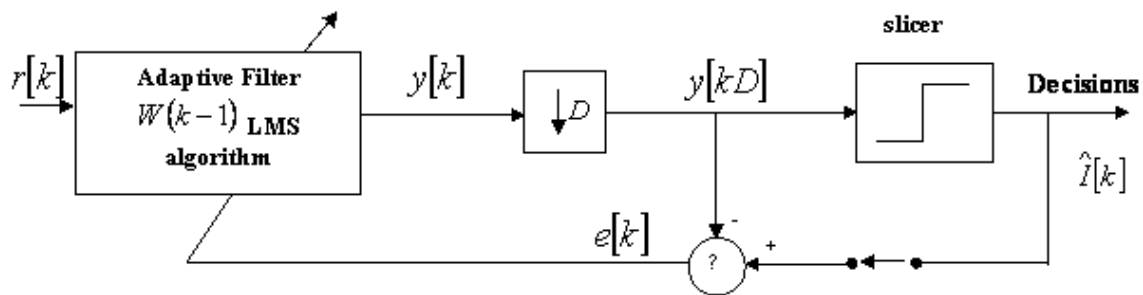 slicer
r[k]
Adaptive Filter
W(k−1) LMS
algorithm
y[k]
↓D
y[kD]
Decisions
Î[k]
e[k]
-
+
?